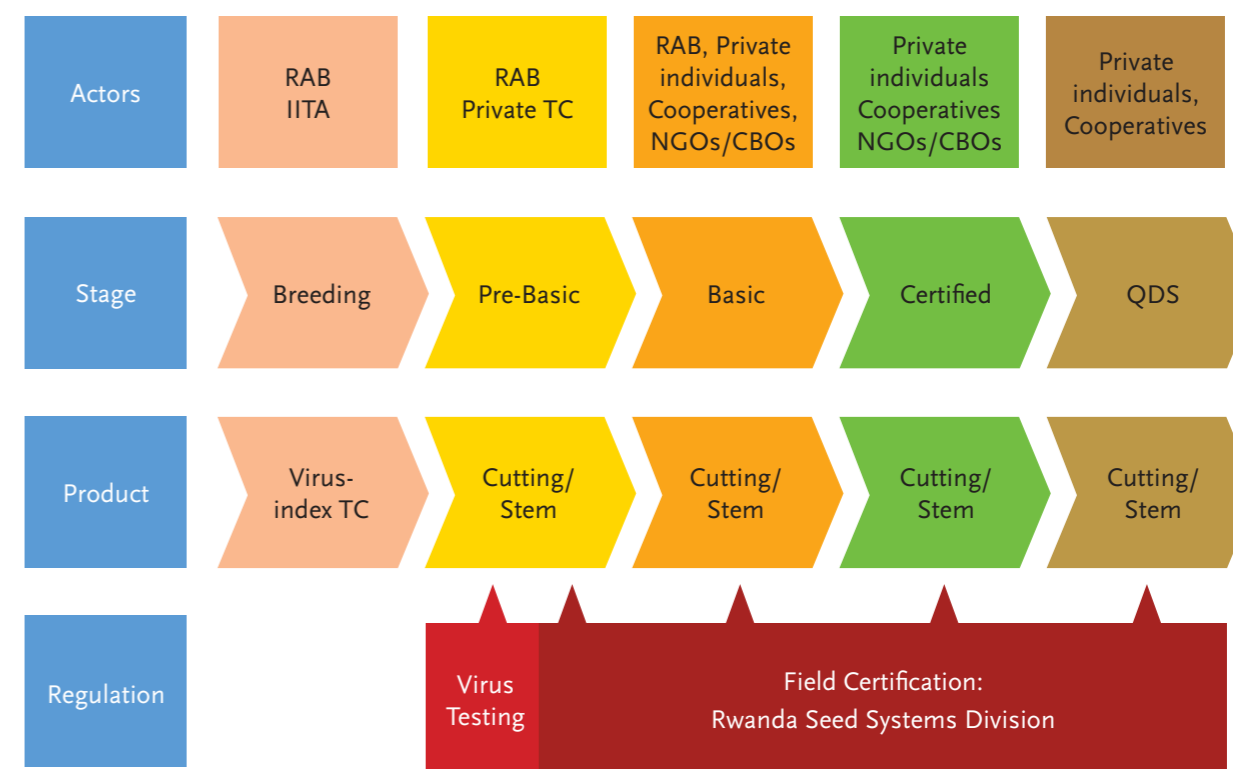 Actors
RAB
IITA
RAB
Private TC
RAB, Private
individuals,
Cooperatives,
NGOs/CBOs
Private
individuals
Cooperatives
NGOs/CBOs
Private
individuals,
Cooperatives
Stage
Breeding
Pre-Basic
Basic
Certified
QDS
Product
Virus-
index TC
Cutting/
Stem
Cutting/
Stem
Cutting/
Stem
Cutting/
Stem
Regulation
Virus
Testing
Field Certification:
Rwanda Seed Systems Division